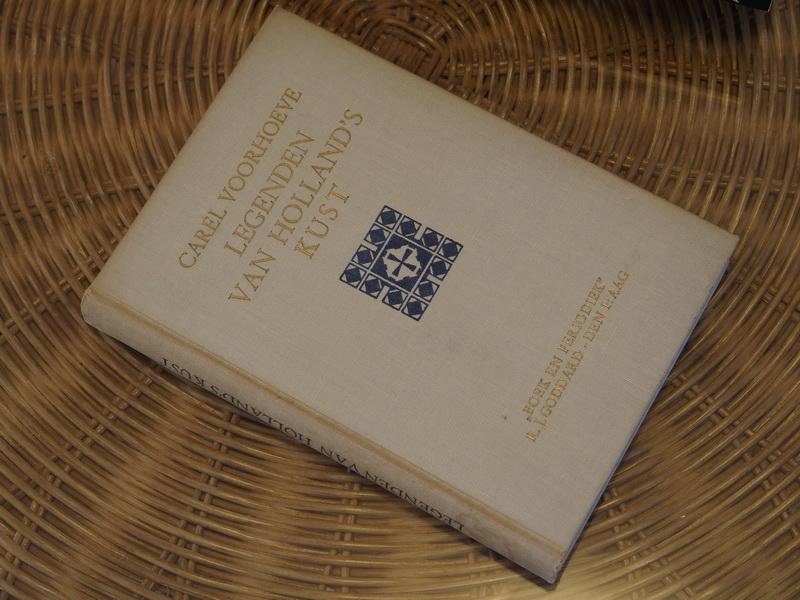 CAREL VOORHOEVE
LEGENDEN
VAN HOLLAND'S
KUST
„BOEK EN PERIODIEK”
R. J. GODDARD · DEN HAAG
LEGENDEN VAN HOLLAND'S KUST